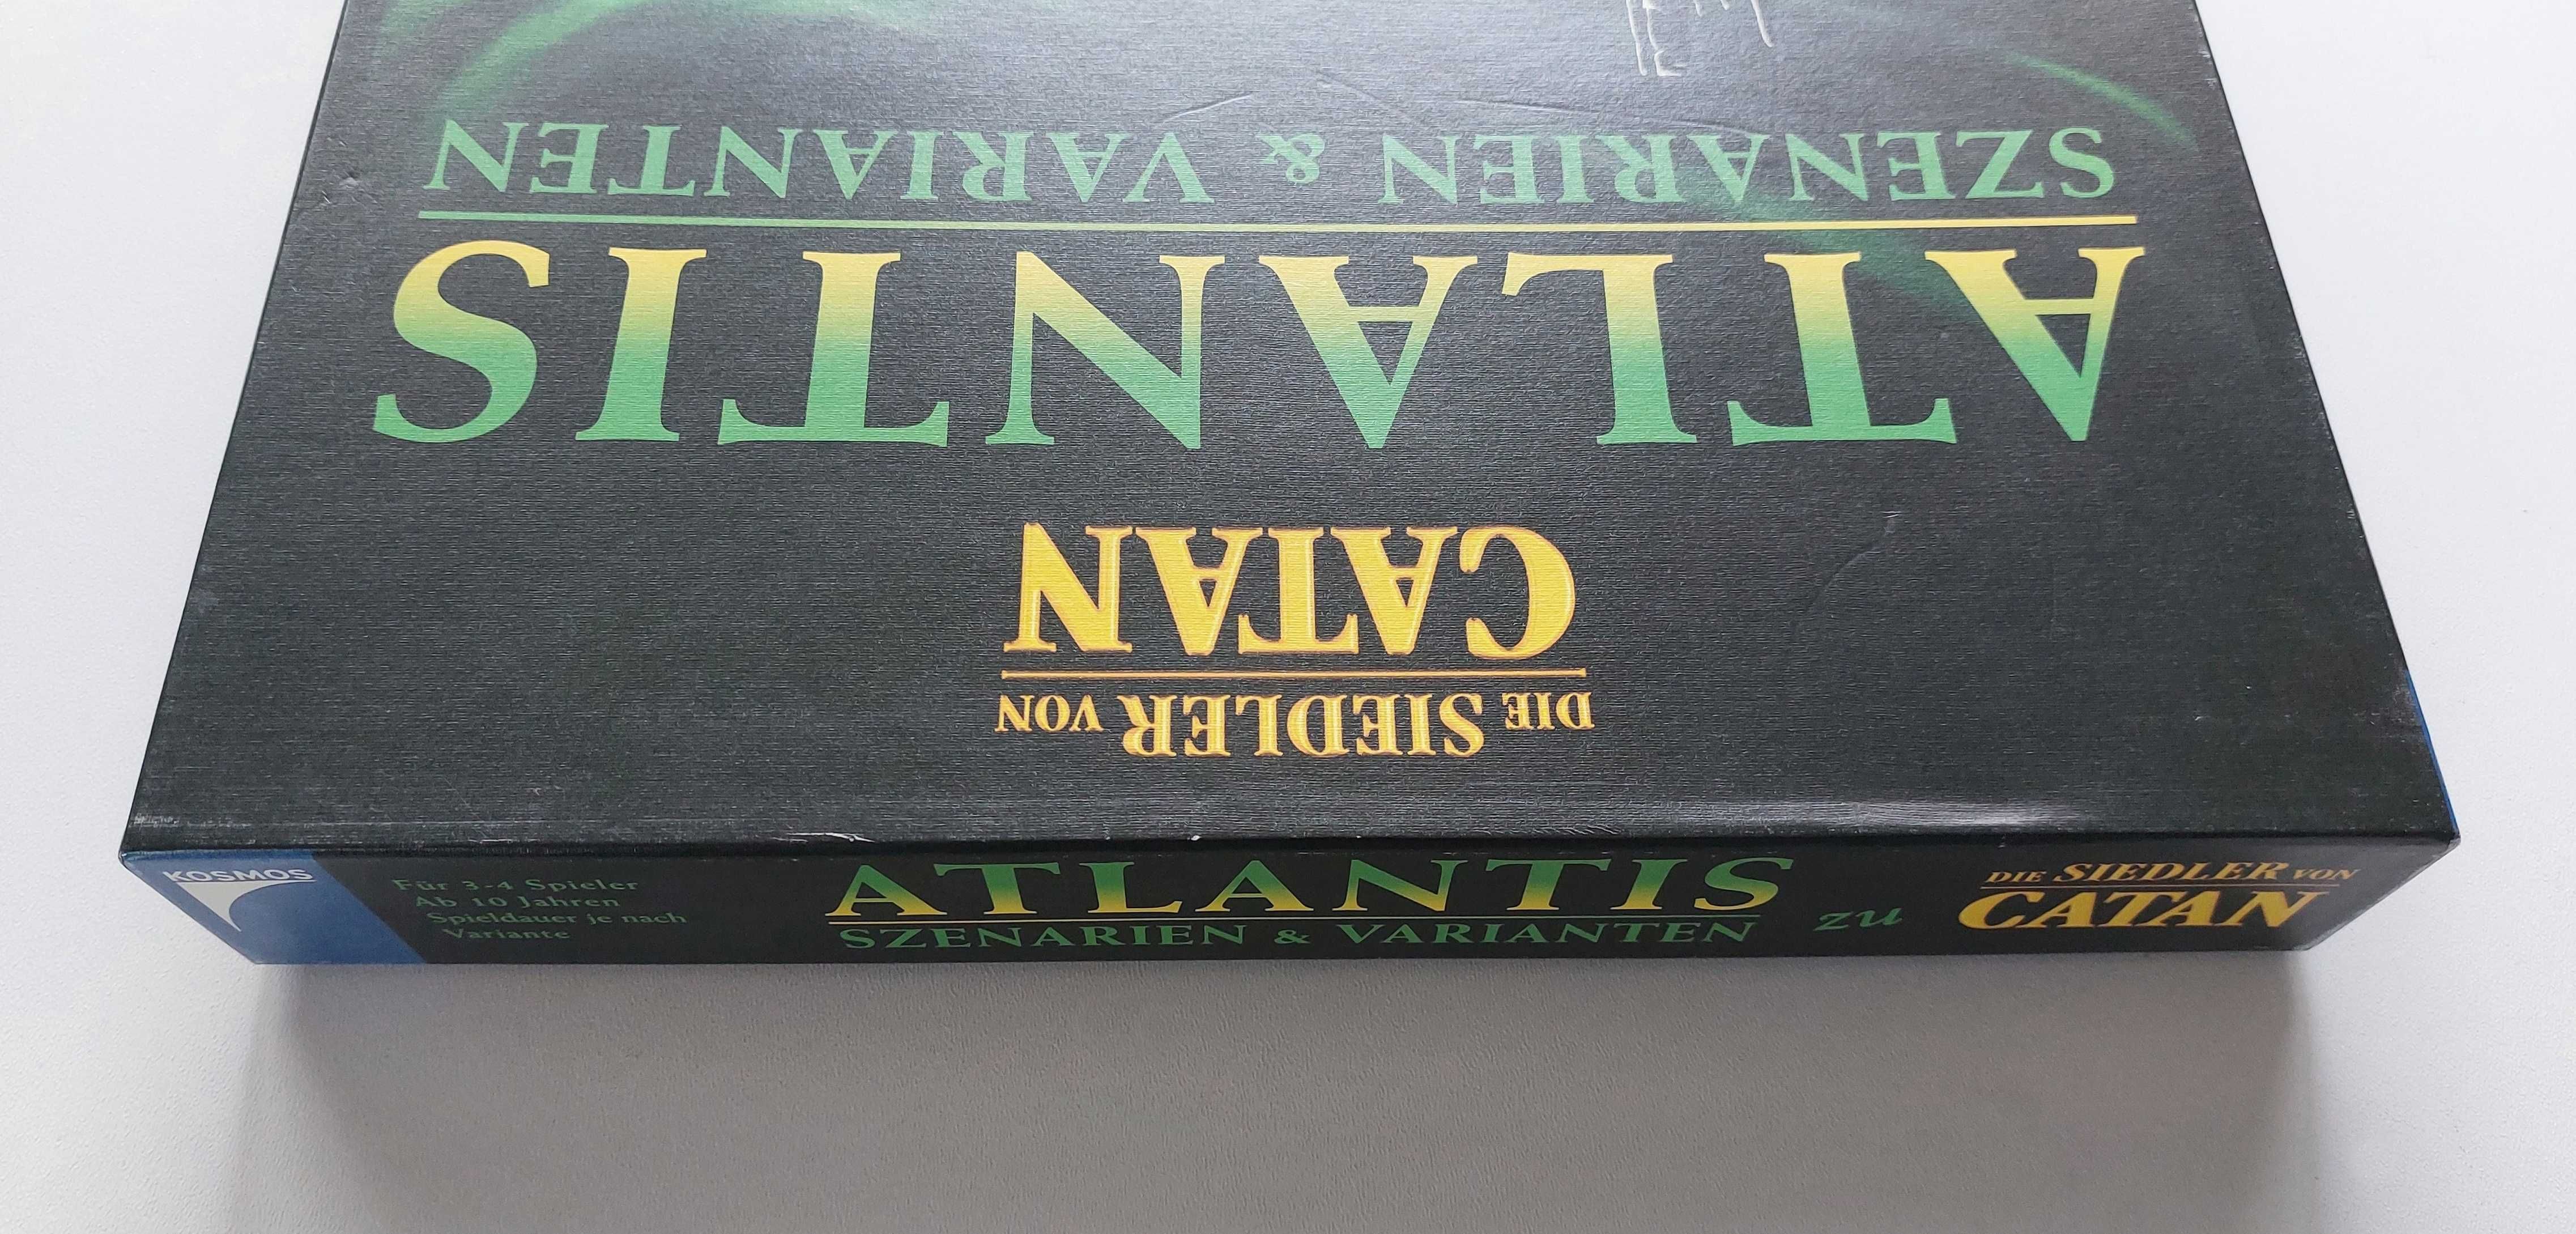 DIE SIEDLER VON
CATAN
ATLANTIS
SZENARIEN & VARIANTEN
KOSMOS
Für 3-4 Spieler
Ab 10 Jahren
Spieldauer je nach
Variante
ATLANTIS
SZENARIEN & VARIANTEN
zu
DIE SIEDLER VON
CATAN